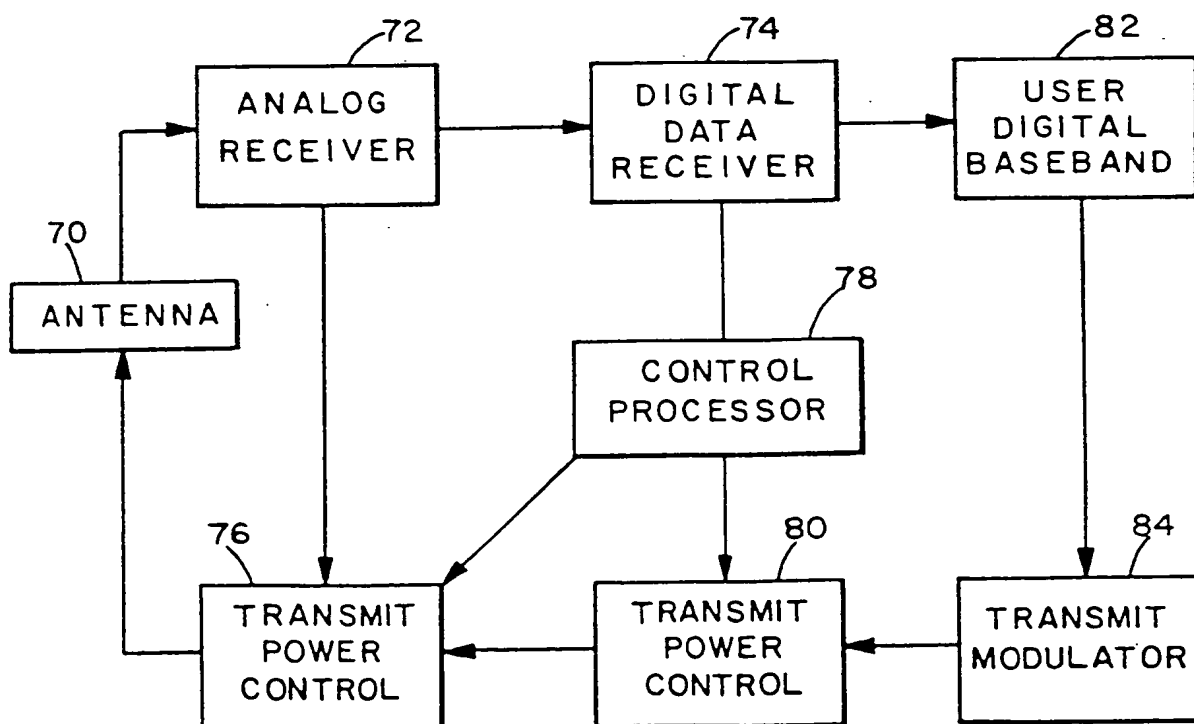 72
74
82
ANALOG
RECEIVER
DIGITAL
DATA
RECEIVER
USER
DIGITAL
BASEBAND
70
ANTENNA
78
CONTROL
PROCESSOR
76
80
84
TRANSMIT
POWER
CONTROL
TRANSMIT
POWER
CONTROL
TRANSMIT
MODULATOR